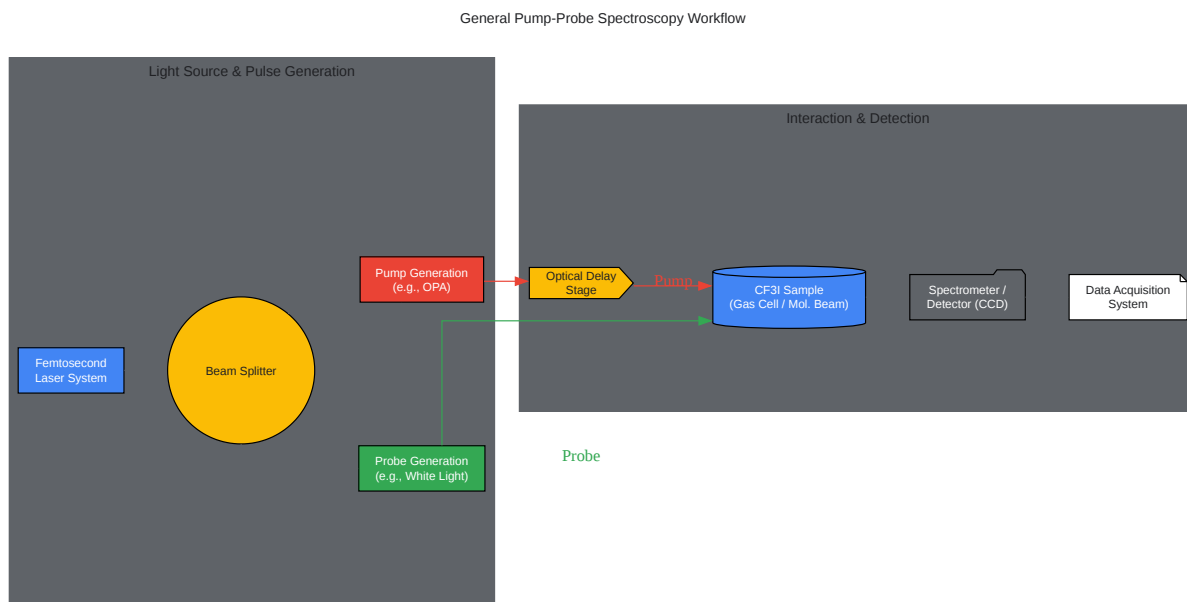 General Pump-Probe Spectroscopy Workflow
Light Source & Pulse Generation
Interaction & Detection
Pump Generation
(e.g., OPA)
Optical Delay
Stage
Pump
CF3I Sample
(Gas Cell / Mol. Beam)
Spectrometer /
Detector (CCD)
Data Acquisition
System
Femtosecond
Laser System
Beam Splitter
Probe Generation
(e.g., White Light)
Probe